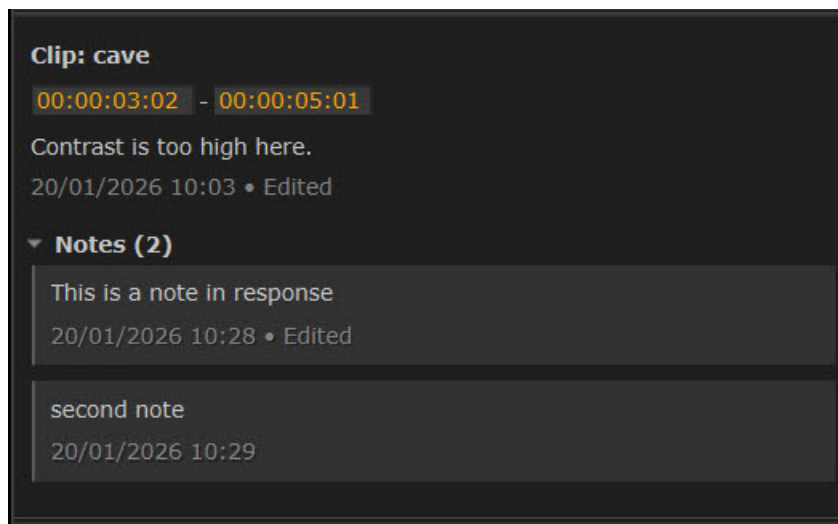 Clip: cave
00:00:03:02 - 00:00:05:01
Contrast is too high here.
20/01/2026 10:03 • Edited
Notes (2)
This is a note in response
20/01/2026 10:28 • Edited
second note
20/01/2026 10:29